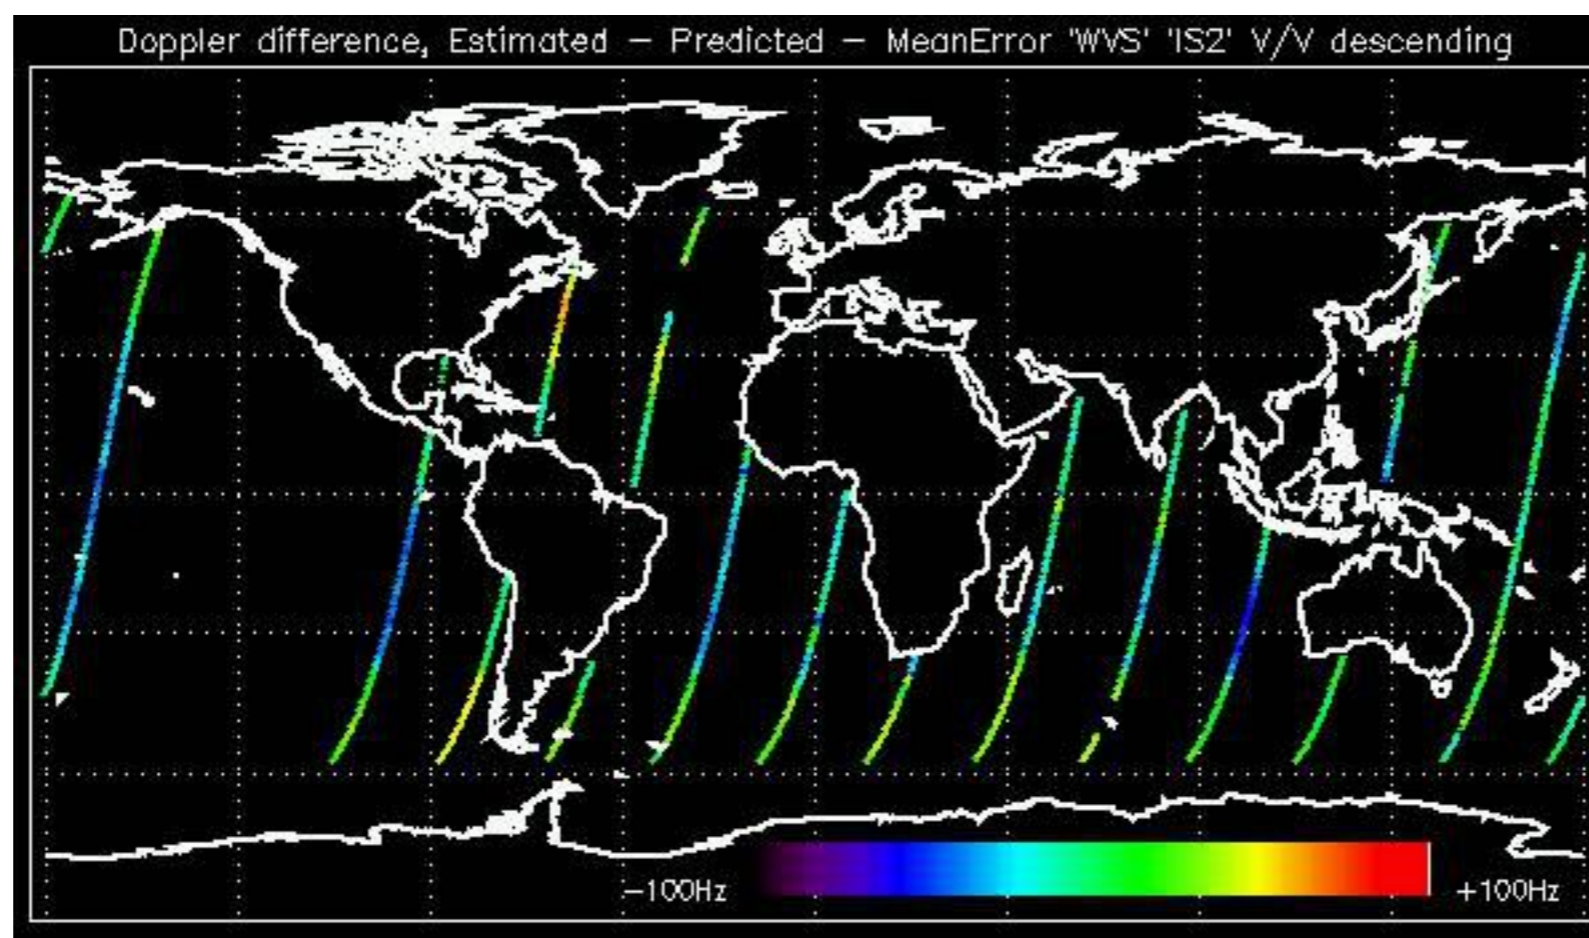 Doppler difference, Estimated – Predicted – MeanError 'WVS' 'IS2' V/V descending
−100Hz
+100Hz